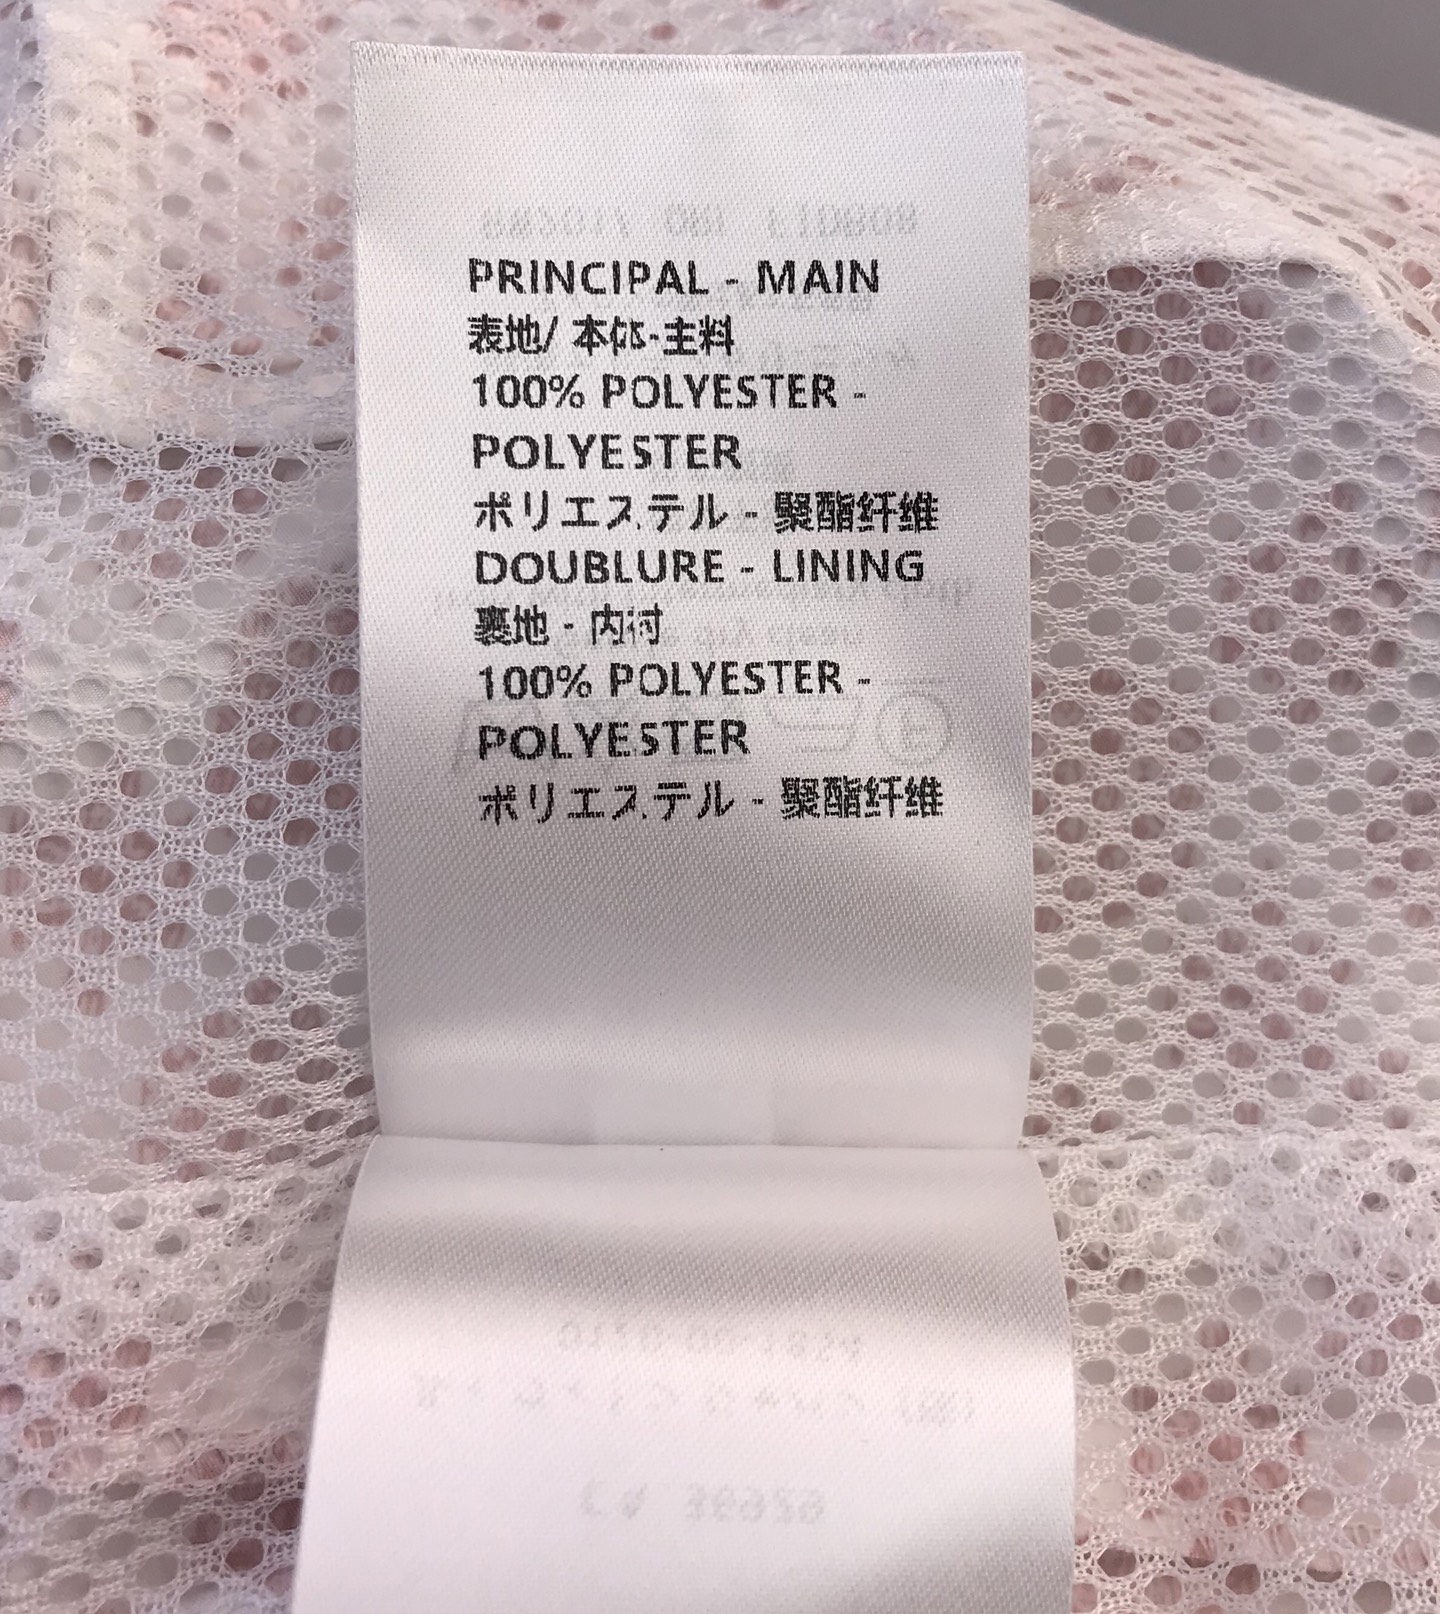 PRINCIPAL - MAIN
表地/ 本体-主料
100% POLYESTER -
POLYESTER
ポリエステル - 聚酯纤维
DOUBLURE - LINING
裏地 - 内衬
100% POLYESTER -
POLYESTER
ポリエステル - 聚酯纤维